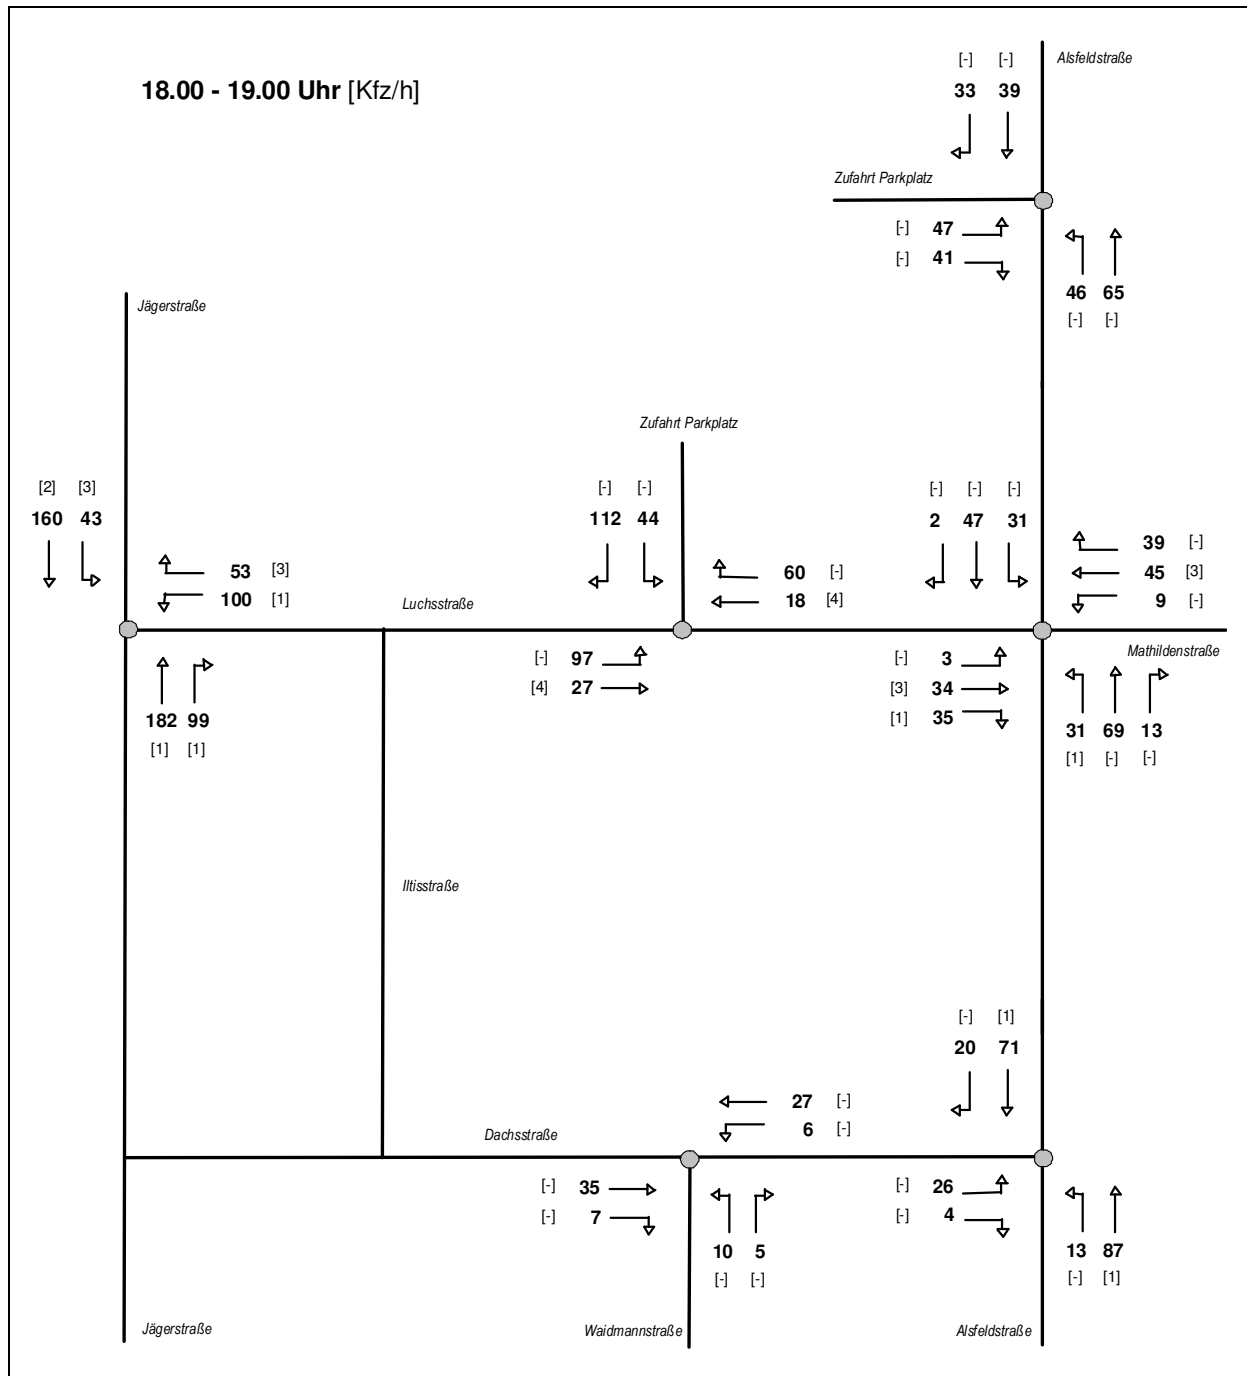 [-] [-]
Alsfeldstraße
18.00 - 19.00 Uhr [Kfz/h]
33 39
Zufahrt Parkplatz
[-] 47
[-] 41
46 65
[-] [-]
Jägerstraße
Zufahrt Parkplatz
[2] [3]
160 43
[-] [-]
112 44
[-] [-] [-]
2 47 31
39 [-]
45 [3]
9 [-]
53 [3]
100 [1]
60 [-]
18 [4]
Luchsstraße
Mathildenstraße
[-] 97
[4] 27
[-] 3
[3] 34
[1] 35
182 99
[1] [1]
31 69 13
[1] [-] [-]
Iltisstraße
[-] [1]
20 71
27 [-]
6 [-]
Dachsstraße
[-] 35
[-] 7
[-] 26
[-] 4
10 5
[-] [-]
13 87
[-] [1]
Jägerstraße
Waidmannstraße
Alsfeldstraße